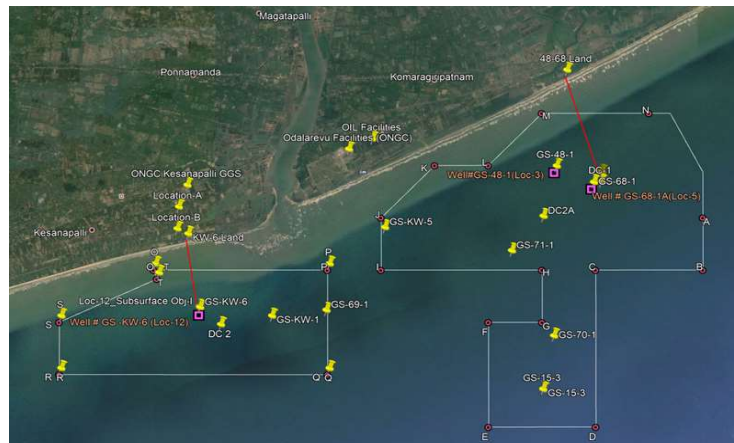 Magatapalli
48-68 Land
Ponnamanda
Komaragiripatnam
M
N
OIL Facilities
Odalarevu Facilities (ONGC)
GS-48-1
K
L
Well#GS-48-1(Loc-3)
DC-1
GS-68-1
Well # GS-68-1A(Loc-5)
ONGC Kesanapalli GGS
Location-A
Location-B
J
GS-KW-5
DC2A
A
Kesanapalli
KW-6 Land
GS-71-1
O
P
O
T
P
I
H
C
B
T
Loc-12_Subsurface Obj-I
GS-KW-6
GS-69-1
S
S
Well # GS -KW-6 (Loc-12)
DC 2
GS-KW-1
F
G
GS-70-1
R
R
Q
Q
GS-15-3
GS-15-3
E
D